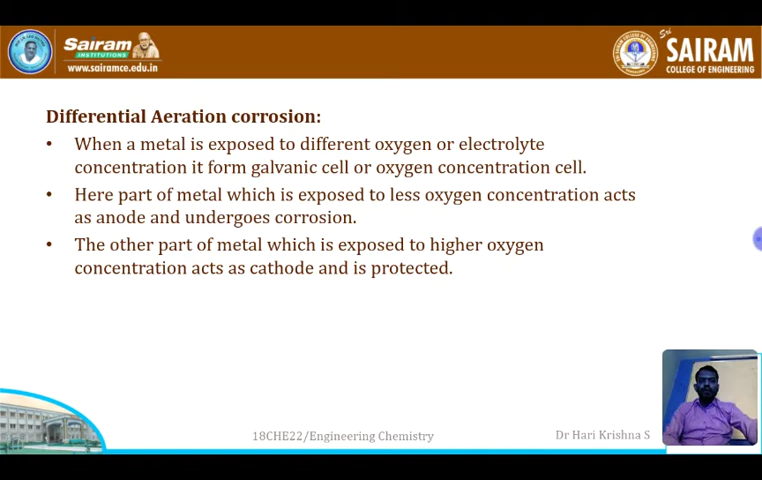 Sairam
INSTITUTIONS
www.sairamce.edu.in
Sri
SAIRAM
COLLEGE OF ENGINEERING
Differential Aeration corrosion:
• When a metal is exposed to different oxygen or electrolyte
concentration it form galvanic cell or oxygen concentration cell.
• Here part of metal which is exposed to less oxygen concentration acts
as anode and undergoes corrosion.
• The other part of metal which is exposed to higher oxygen
concentration acts as cathode and is protected.
18CHE22/Engineering Chemistry
Dr Hari Krishna S